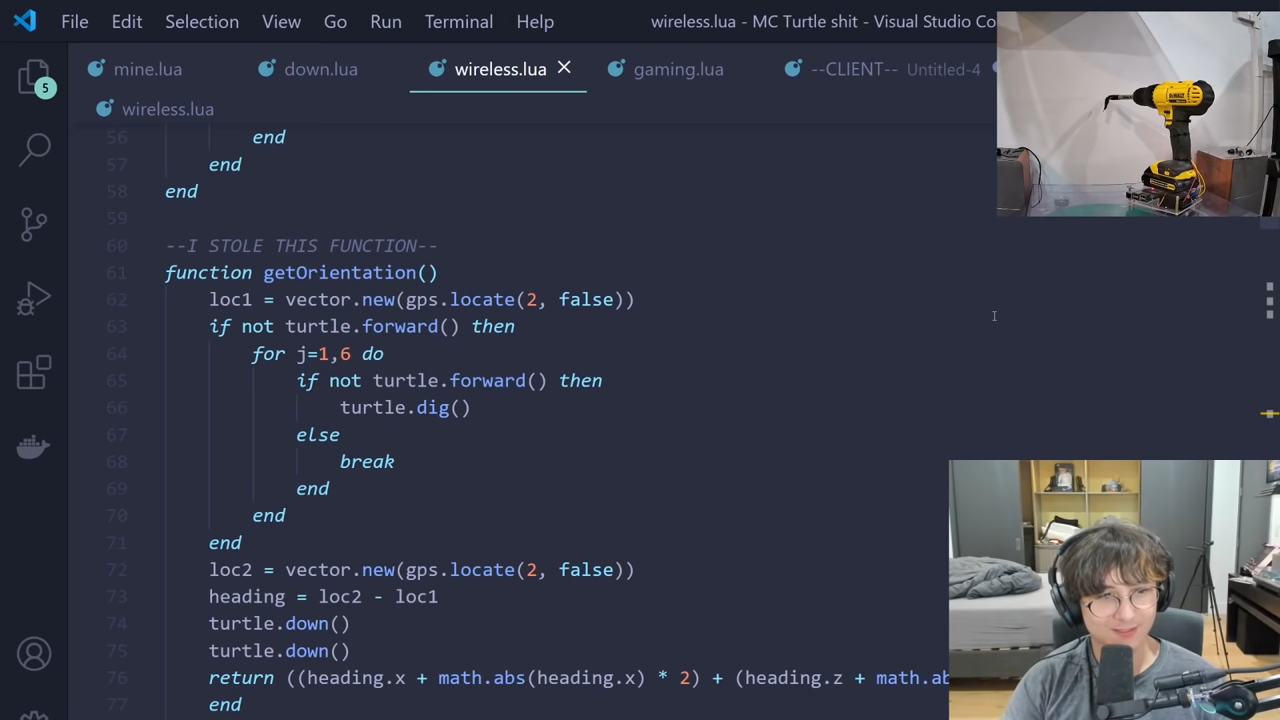 File Edit Selection View Go Run Terminal Help wireless.lua - MC Turtle shit - Visual Studio Co
mine.lua down.lua wireless.lua gaming.lua --CLIENT-- Untitled-4
5
wireless.lua
DEWALT
56 end
57 end
58 end
59
60 --I STOLE THIS FUNCTION--
61 function getOrientation()
62 loc1 = vector.new(gps.locate(2, false))
63 if not turtle.forward() then
64 for j=1,6 do
65 if not turtle.forward() then
66 turtle.dig()
67 else
68 break
69 end
70 end
71 end
72 loc2 = vector.new(gps.locate(2, false))
73 heading = loc2 - loc1
74 turtle.down()
75 turtle.down()
76 return ((heading.x + math.abs(heading.x) * 2) + (heading.z + math.ab
77 end